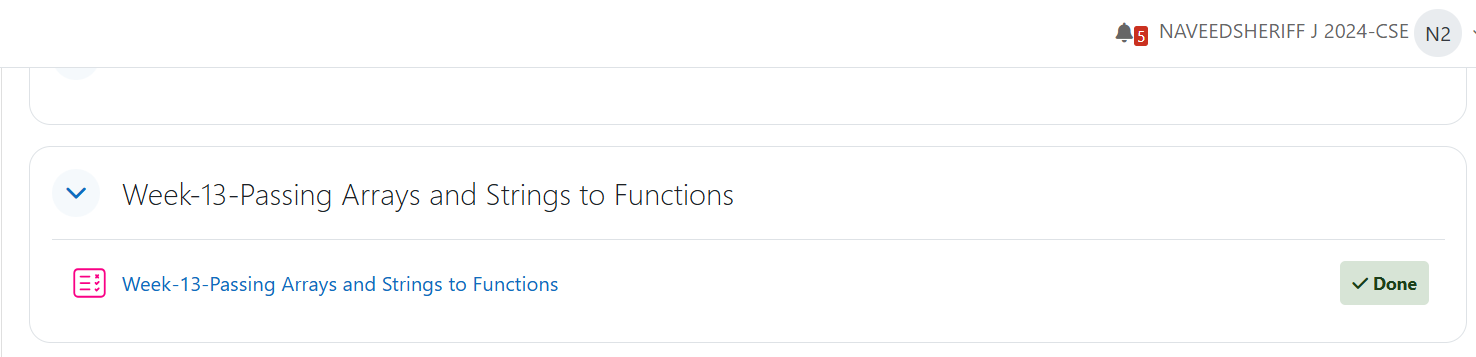 5 NAVEEDSHERIFF J 2024-CSE N2
Week-13-Passing Arrays and Strings to Functions
Week-13-Passing Arrays and Strings to Functions
Done